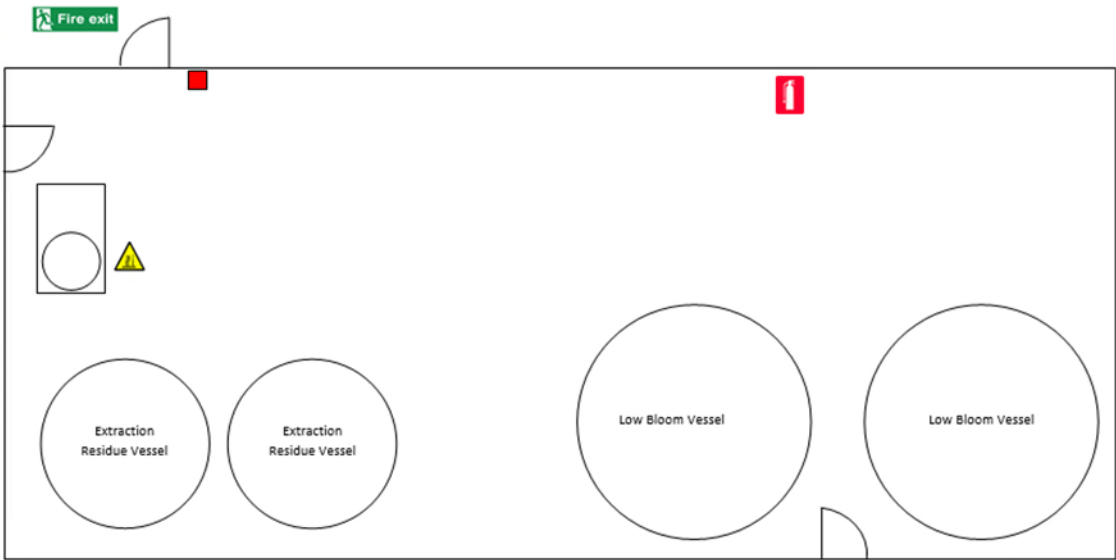 Fire exit
Extraction
Residue Vessel
Extraction
Residue Vessel
Low Bloom Vessel
Low Bloom Vessel